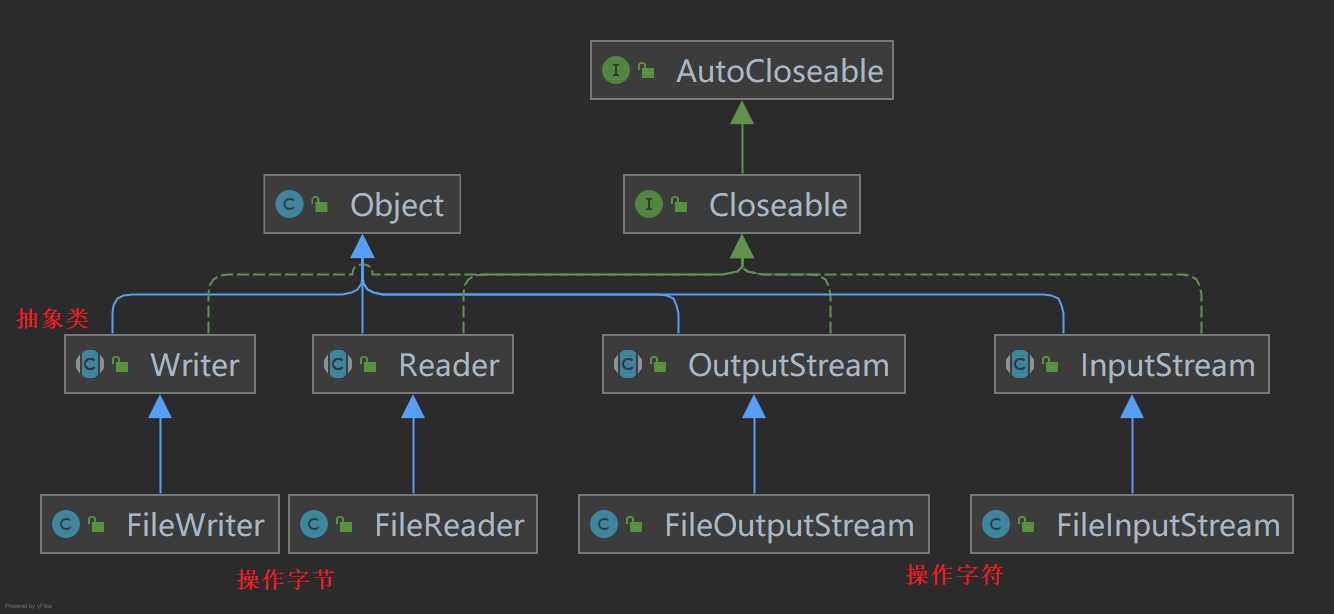 I AutoCloseable
C Object
I Closeable
抽象类
C Writer
C Reader
C OutputStream
C InputStream
C FileWriter
C FileReader
C FileOutputStream
C FileInputStream
操作字节
操作字符
Powered by yFiles